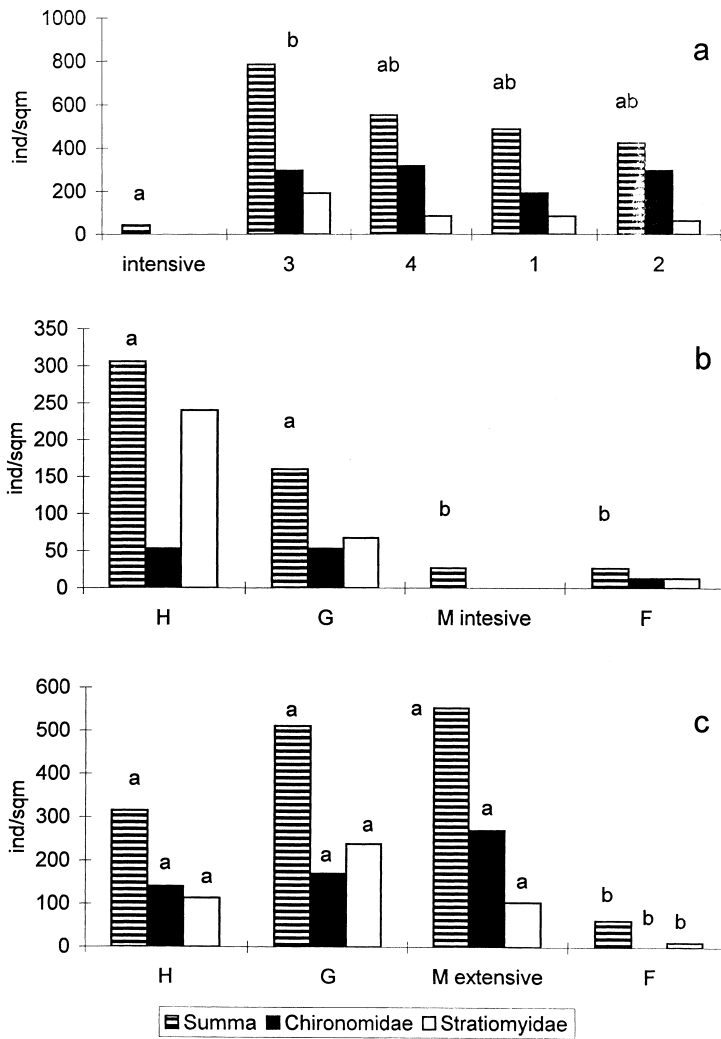 a
1000
b
800
ab
ab
ab
600
400
a
200
0
ind/sqm
intensive 3 4 1 2
350
b
a
300
250
a
200
150
b b
100
50
0
ind/sqm
H G M intesive F
600
c
a a
500
a
400
300
a
a
a a a
a
200
b b b
100
0
ind/sqm
H G M extensive F
Summa Chironomidae Stratiomyidae